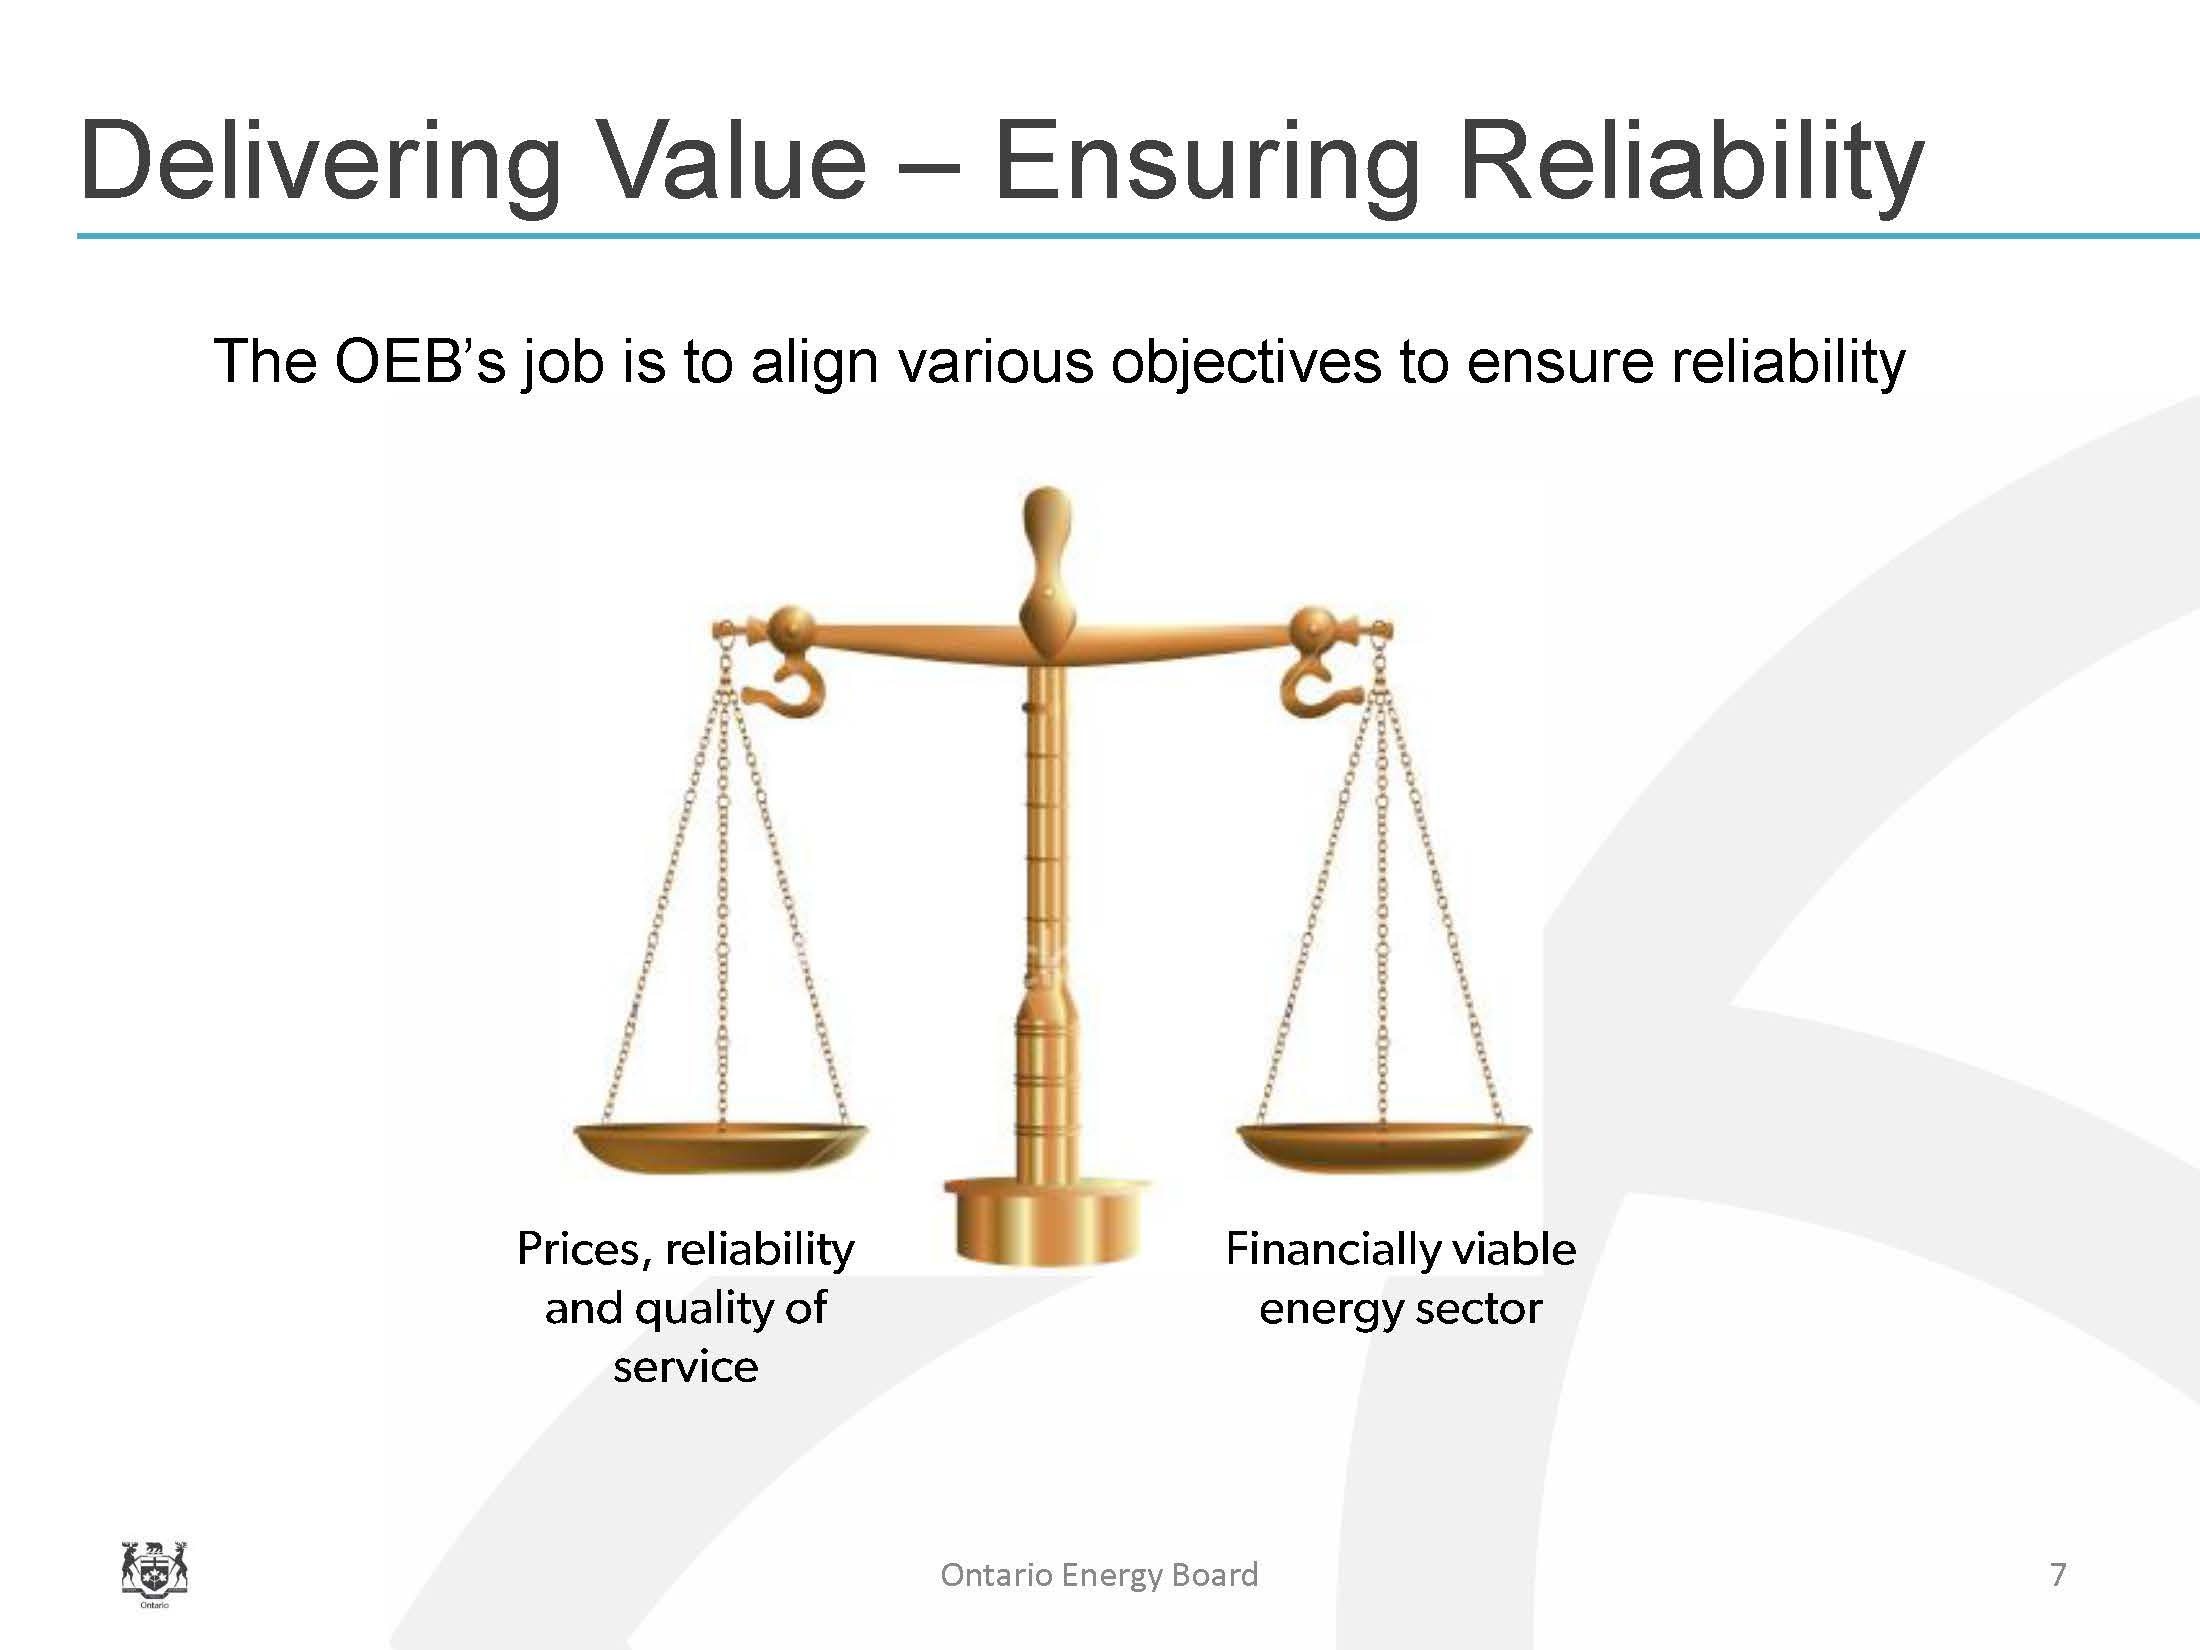 Delivering Value – Ensuring Reliability
The OEB’s job is to align various objectives to ensure reliability
Prices, reliability
and quality of
service
Financially viable
energy sector
Ontario
Ontario Energy Board
7